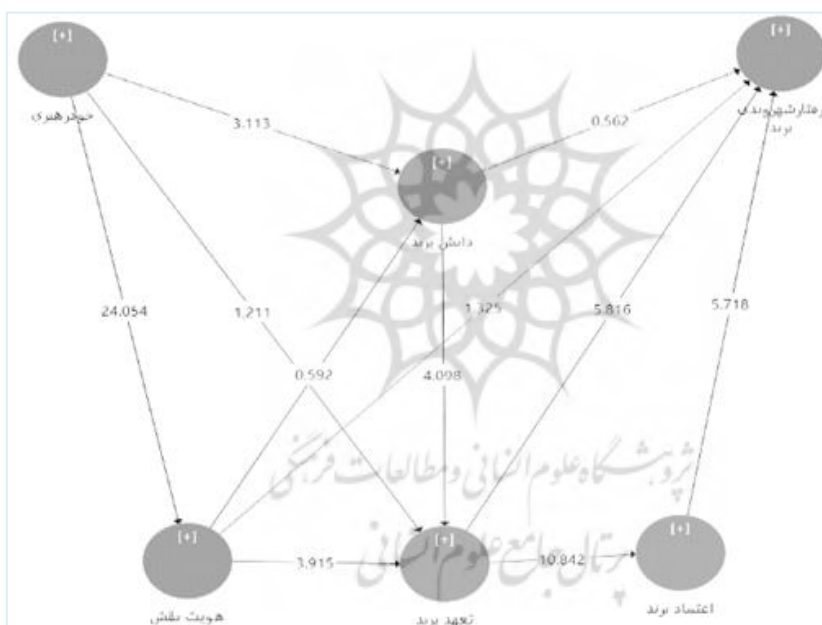 [+]
[+]
خودرهبری
رفتارشهروندی
برند
3.113
0.562
[+]
دانش برند
24.054
1.211
1.325
5.816
5.718
0.592
4.098
پژوهشگاه علوم انسانی و مطالعات فرهنگی
[+]
[+]
[+]
3.915
10.842
پرتال جامع علوم انسانی
هویت نقش
تعهد برند
اعتماد برند